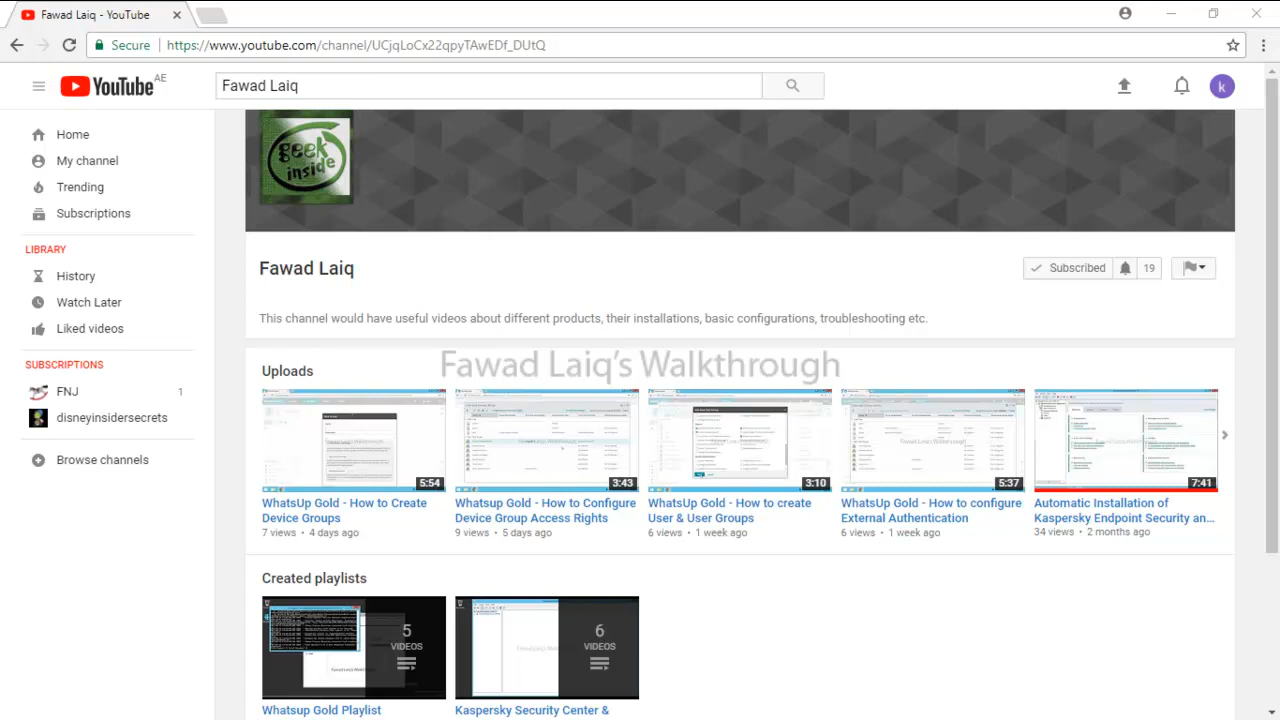 Fawad Laiq - YouTube
Secure
https://www.youtube.com/channel/UCjqLoCx22qpyTAwEDf_DUtQ
YouTube AE
Fawad Laiq
k
Home
My channel
Trending
Subscriptions
LIBRARY
History
Watch Later
Liked videos
SUBSCRIPTIONS
FNJ 1
disneyinsidersecrets
Browse channels
geek
inside
Fawad Laiq
Subscribed 19
This channel would have useful videos about different products, their installations, basic configurations, troubleshooting etc.
Fawad Laiq's Walkthrough
Uploads
5:54
WhatsUp Gold - How to Create
Device Groups
7 views • 4 days ago
3:43
Whatsup Gold - How to Configure
Device Group Access Rights
9 views • 5 days ago
3:10
WhatsUp Gold - How to create
User & User Groups
6 views • 1 week ago
5:37
WhatsUp Gold - How to configure
External Authentication
6 views • 1 week ago
7:41
Automatic Installation of
Kaspersky Endpoint Security an...
34 views • 2 months ago
Created playlists
5
VIDEOS
Whatsup Gold Playlist
6
VIDEOS
Kaspersky Security Center &